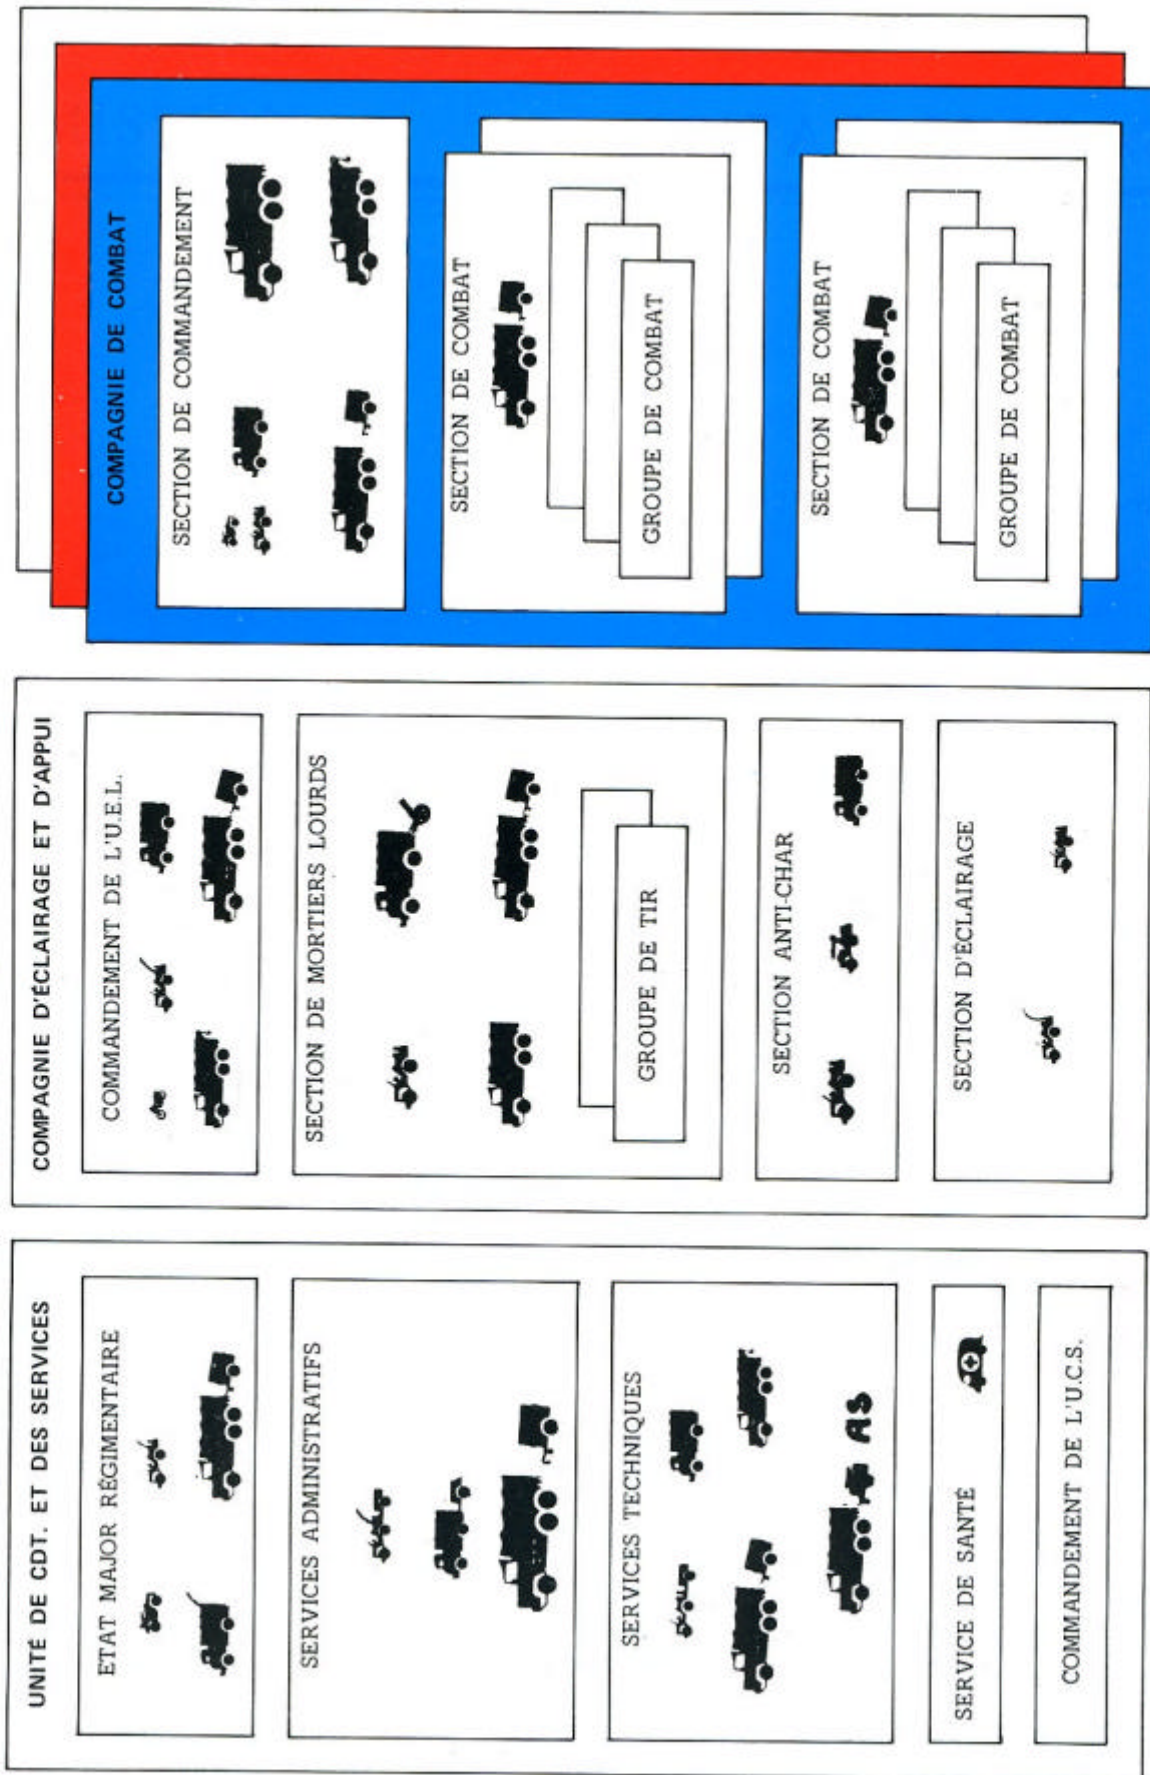 UNITÉ DE CDT. ET DES SERVICES
ETAT MAJOR RÉGIMENTAIRE
SERVICES ADMINISTRATIFS
SERVICES TECHNIQUES
AS
SERVICE DE SANTÉ
COMMANDEMENT DE L'U.C.S.
COMPAGNIE D'ÉCLAIRAGE ET D'APPUI
COMMANDEMENT DE L'U.E.L.
SECTION DE MORTIERS LOURDS
GROUPE DE TIR
SECTION ANTI-CHAR
SECTION D'ÉCLAIRAGE
COMPAGNIE DE COMBAT
SECTION DE COMMANDEMENT
SECTION DE COMBAT
GROUPE DE COMBAT
SECTION DE COMBAT
GROUPE DE COMBAT